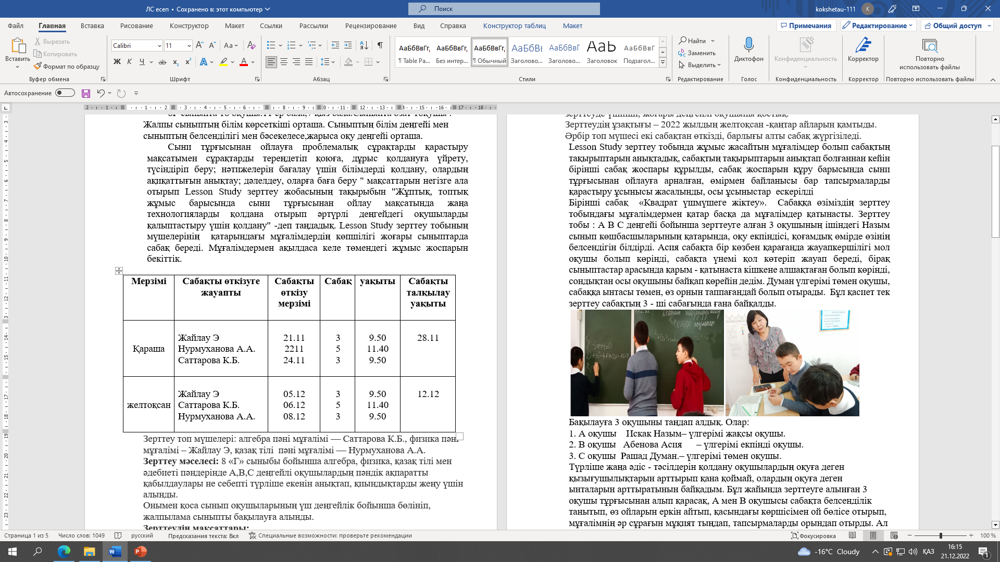 ЛС есеп • Сохранено в: этот компьютер
Поиск
kokshetau-111
K
Файл Главная Вставка Рисование Конструктор Макет Ссылки Рассылки Рецензирование Вид Справка Конструктор таблиц Макет
Примечания Редактирование Общий доступ
Вставить
Вырезать
Копировать
Формат по образцу
Буфер обмена
Calibri 11
Шрифт
Абзац
АаБбВвГг, АаБбВвГг, АаБбВвГг, АаБбВв АаБбВвГ АаЬ АаБбВвГ
¶ Table Pa... Без интер... ¶ Обычный Заголово... Заголово... Заголовок Подзагол...
Стили
Найти
Заменить
Выделить
Редактирование
Диктофон
Голос
Конфиденциальность
Конфиденциальность
Корректор
Корректор
Повторно использовать файлы
Повторно использовать файлы
Автосохранение
Жалпы сыныптың білім көрсеткіші орташа. Сыныптың білім деңгейі мен
сыныптың белсенділігі мен бәсекелесе,жарыса оқу деңгейі орташа.
Сыни тұрғысынан ойлауға проблемалық сұрақтарды қарастыру
мақсатымен сұрақтарды тереңдетіп қоюға, дұрыс қолдануға үйрету,
түсіндіріп беру; нәтижелерін бағалау үшін білімдерді қолдану, олардың
ақиқаттығын анықтау; дәлелдеу, оларға баға беру " мақсаттарын негізге ала
отырып Lesson Study зерттеу жобасының тақырыбын "Жұптық, топтық
жұмыс барысында сыни тұрғысынан ойлау мақсатында жаңа
технологияларды қолдана отырып әртүрлі деңгейдегі оқушыларды
қалыптастыру үшін қолдану" -деп таңдадық. Lesson Study зерттеу тобының
мүшелерінің қатарындағы мұғалімдердің көпшілігі жоғары сыныптарда
сабақ береді. Мұғалімдермен ақылдаса келе төмендегі жұмыс жоспарын
бекіттік.
Мерзімі Сабақты өткізуге жауапты Сабақты өткізу мерзімі Сабақ уақыты Сабақты талқылау уақыты
Қараша
Жайлау Э 21.11 3 9.50 28.11
Нурмуханова А.А. 2211 5 11.40
Саттарова К.Б. 24.11 3 9.50
желтоқсан
Жайлау Э 05.12 3 9.50 12.12
Саттарова К.Б. 06.12 5 11.40
Нурмуханова А.А. 08.12 3 9.50
Зерттеу топ мүшелері: алгебра пәні мұғалімі — Саттарова К.Б., физика пәні
мұғалімі – Жайлау Э, қазақ тілі пәні мұғалімі — Нурмуханова А.А.
Зерттеу мәселесі: 8 «Г» сыныбы бойынша алгебра, физика, қазақ тілі мен
әдебиеті пәндерінде А,В,С деңгейлі оқушылардың пәндік ақпаратты
қабылдаулары не себепті түрліше екенін анықтап, қиындықтарды жеңу үшін
алынды.
Онымен қоса сынып оқушыларының үш деңгейлік бойынша бөлініп,
жалпылама сыныпты бақылауға алынды.
Зерттеудің мақсаттары:
зерттеуде үшінші, жоғары деңгейлі оқушыны қостық.
Зерттеудің ұзақтығы – 2022 жылдың желтоқсан -қаңтар айларын қамтыды.
Әрбір топ мүшесі екі сабақтан өткізді, барлығы алты сабақ жүргізіледі.
Lesson Study зерттеу тобында жұмыс жасайтын мұғалімдер болып сабақтың
тақырыптарын анықтадық, сабақтың тақырыптарын анықтап болғаннан кейін
бірінші сабақ жоспары құрылды, сабақ жоспарын құру барысында сыни
тұрғысынан ойлауға арналған, өмірмен байланысы бар тапсырмаларды
қарастыру ұсынысы жасалынды, осы ұсыныстар ескерілді
Бірінші сабақ «Квадрат үшмүшеге жіктеу». Сабаққа өзіміздің зерттеу
тобындағы мұғалімдермен қатар басқа да мұғалімдер қатынасты. Зерттеу
тобы : А В С деңгейі бойынша зерттеуге алған 3 оқушының ішіндегі Назым
сынып көшбасшыларының қатарында, оқу екпіндісі, қоғамдық өмірде өзінің
белсендігін білдірді. Асия сабақта бір көзбен қарағанда жауапкершілігі мол
оқушы болып көрінді, сабақта үнемі қол көтеріп жауап береді, бірақ
сыныптастар арасында қарым - қатынаста кішкене алшақтаған болып көрінді,
сондықтан осы оқушыны байқап көрейін дедім. Думан үлгерімі төмен оқушы,
сабаққа ынтасы төмен, өз орнын таппағандай болып отырады. Бұл қасиет тек
зерттеу сабақтың 3 - ші сабағында ғана байқалды.
Бақылауға 3 оқушыны таңдап алдық. Олар:
1. А оқушы Искак Назым– үлгерімі жақсы оқушы.
2. В оқушы Абенова Асия – үлгерімі екпінді оқушы.
3. С оқушы Рашад Думан.– үлгерімі төмен оқушы.
Түрліше жаңа әдіс - тәсілдерін қолдану оқушылардың оқуға деген
қызығушылықтарын арттырып қана қоймай, олардың оқуға деген
ынталарын арттыратынын байқадым. Бұл жайында зерттеуге алынған 3
оқушы тұрғысынан алып қарасақ, А мен В оқушысы сабақта белсенділік
танытып, өз ойларын еркін айтып, қасындағы көршісімен ой бөлісе отырып,
мұғалімнің әр сұрағын мұқият тыңдап, тапсырмаларды орындап отырды. Ал
Страница 1 из 5 Число слов: 1049 русский Предсказания текста: Вкл Специальные возможности: проверьте рекомендации
Фокусировка 100 %
-16°C Cloudy
ҚАЗ
16:15
21.12.2022
1